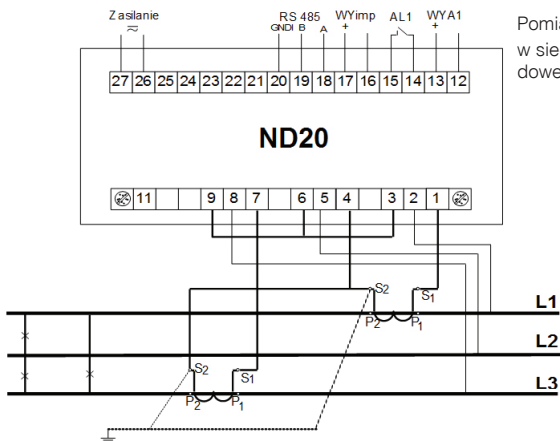 Zasilanie RS 485 WYimp AL1 WYA1
GNDI B A + +
27 26 25 24 23 22 21 20 19 18 17 16 15 14 13 12
ND20
11 9 8 7 6 5 4 3 2 1
S2 S1
P2 P1
L1
L2
S2 S1
P2 P1
L3
Pomia
w sie
dowe